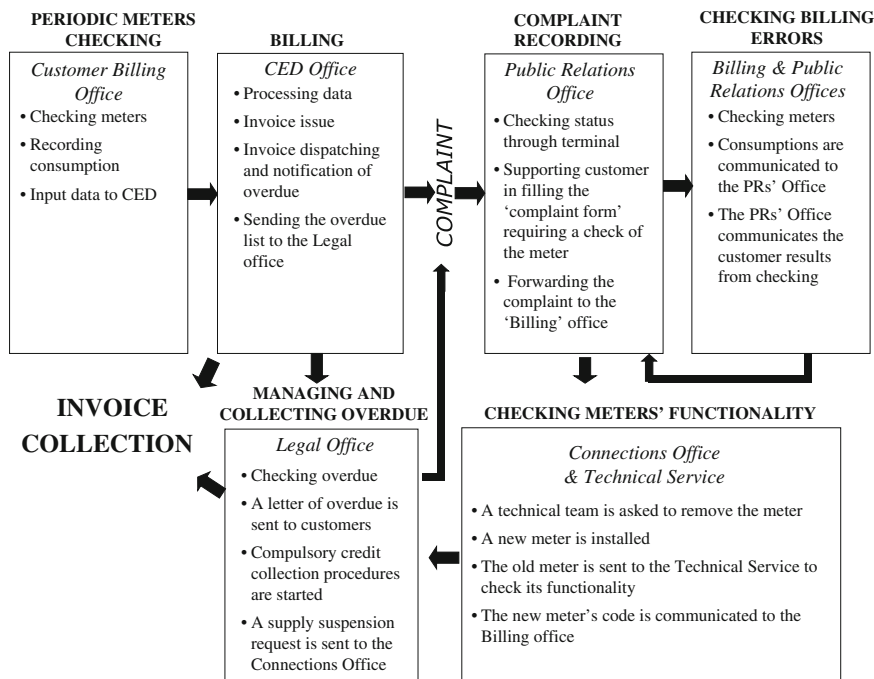 PERIODIC METERS
CHECKING
Customer Billing
Office
• Checking meters
• Recording
consumption
• Input data to CED
BILLING
CED Office
• Processing data
• Invoice issue
• Invoice dispatching
and notification of
overdue
• Sending the overdue
list to the Legal
office
COMPLAINT
COMPLAINT
RECORDING
Public Relations
Office
• Checking status
through terminal
• Supporting customer
in filling the
‘complaint form’
requiring a check of
the meter
• Forwarding the
complaint to the
‘Billing’ office
CHECKING BILLING
ERRORS
Billing & Public
Relations Offices
• Checking meters
• Consumptions are
communicated to
the PRs’ Office
• The PRs’ Office
communicates the
customer results
from checking
INVOICE
COLLECTION
MANAGING AND
COLLECTING OVERDUE
Legal Office
• Checking overdue
• A letter of overdue is
sent to customers
• Compulsory credit
collection procedures
are started
• A supply suspension
request is sent to the
Connections Office
CHECKING METERS’ FUNCTIONALITY
Connections Office
& Technical Service
• A technical team is asked to remove the meter
• A new meter is installed
• The old meter is sent to the Technical Service to
check its functionality
• The new meter’s code is communicated to the
Billing office